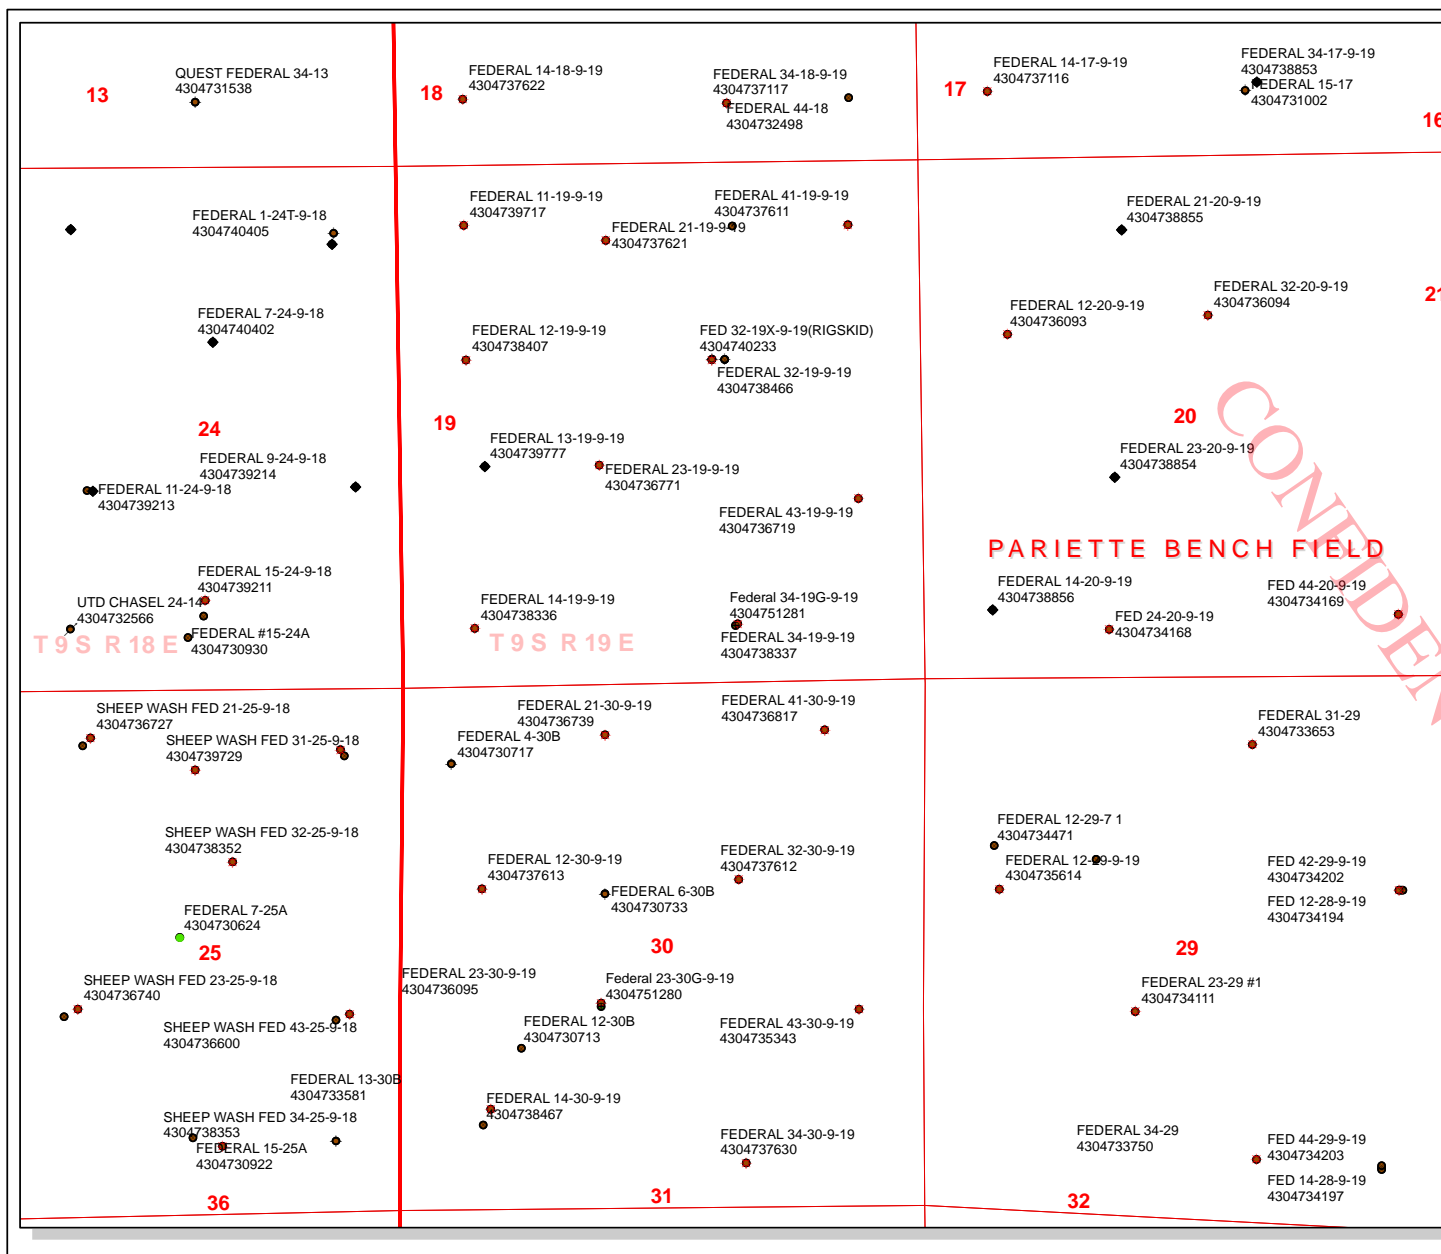 QUEST FEDERAL 34-13
4304731538
13
FEDERAL 14-18-9-19
4304737622
18
FEDERAL 34-18-9-19
4304737117
FEDERAL 44-18
4304732498
FEDERAL 14-17-9-19
4304737116
17
FEDERAL 34-17-9-19
4304738853
FEDERAL 15-17
4304731002
16
FEDERAL 1-24T-9-18
4304740405
FEDERAL 7-24-9-18
4304740402
24
FEDERAL 9-24-9-18
4304739214
FEDERAL 11-24-9-18
4304739213
FEDERAL 15-24-9-18
4304739211
UTD CHASEL 24-14
4304732566
FEDERAL #15-24A
4304730930
T 9 S R 18 E
FEDERAL 11-19-9-19
4304739717
FEDERAL 21-19-9-19
4304737621
FEDERAL 41-19-9-19
4304737611
FEDERAL 12-19-9-19
4304738407
FED 32-19X-9-19(RIGSKID)
4304740233
FEDERAL 32-19-9-19
4304738466
19
FEDERAL 13-19-9-19
4304739777
FEDERAL 23-19-9-19
4304736771
FEDERAL 43-19-9-19
4304736719
FEDERAL 14-19-9-19
4304738336
Federal 34-19G-9-19
4304751281
FEDERAL 34-19-9-19
4304738337
T 9 S R 19 E
FEDERAL 21-20-9-19
4304738855
FEDERAL 32-20-9-19
4304736094
FEDERAL 12-20-9-19
4304736093
21
20
FEDERAL 23-20-9-19
4304738854
PARIETTE BENCH FIELD
FEDERAL 14-20-9-19
4304738856
FED 24-20-9-19
4304734168
FED 44-20-9-19
4304734169
CONFIDEN
SHEEP WASH FED 21-25-9-18
4304736727
SHEEP WASH FED 31-25-9-18
4304739729
SHEEP WASH FED 32-25-9-18
4304738352
FEDERAL 7-25A
4304730624
25
SHEEP WASH FED 23-25-9-18
4304736740
SHEEP WASH FED 43-25-9-18
4304736600
FEDERAL 13-30B
4304733581
SHEEP WASH FED 34-25-9-18
4304738353
FEDERAL 15-25A
4304730922
36
FEDERAL 21-30-9-19
4304736739
FEDERAL 4-30B
4304730717
FEDERAL 41-30-9-19
4304736817
FEDERAL 12-30-9-19
4304737613
FEDERAL 6-30B
4304730733
FEDERAL 32-30-9-19
4304737612
30
FEDERAL 23-30-9-19
4304736095
Federal 23-30G-9-19
4304751280
FEDERAL 12-30B
4304730713
FEDERAL 43-30-9-19
4304735343
FEDERAL 14-30-9-19
4304738467
FEDERAL 34-30-9-19
4304737630
31
FEDERAL 31-29
4304733653
FEDERAL 12-29-7 1
4304734471
FEDERAL 12-29-9-19
4304735614
FED 42-29-9-19
4304734202
FED 12-28-9-19
4304734194
29
FEDERAL 23-29 #1
4304734111
FEDERAL 34-29
4304733750
FED 44-29-9-19
4304734203
FED 14-28-9-19
4304734197
32